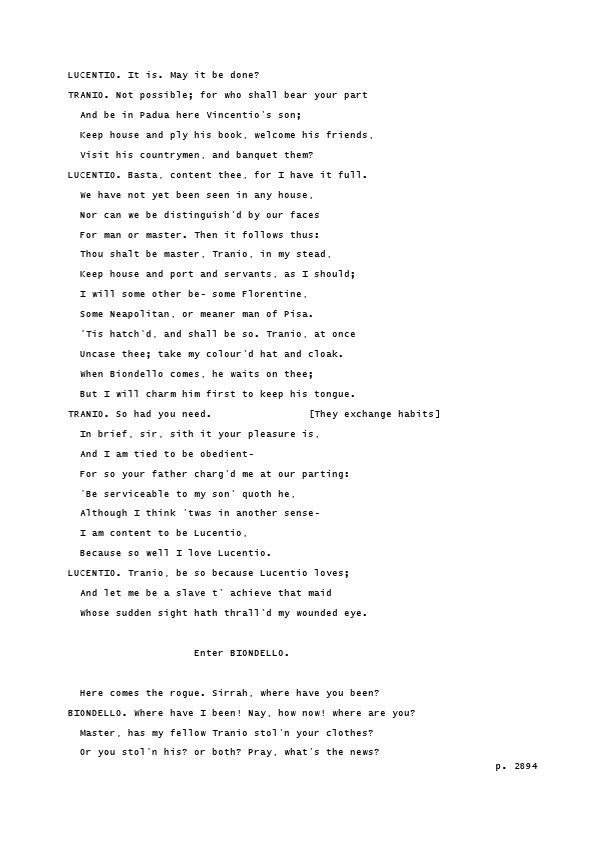 LUCENTIO. It is. May it be done?
TRANIO. Not possible; for who shall bear your part
And be in Padua here Vincentio's son;
Keep house and ply his book, welcome his friends,
Visit his countrymen, and banquet them?
LUCENTIO. Basta, content thee, for I have it full.
We have not yet been seen in any house,
Nor can we be distinguish'd by our faces
For man or master. Then it follows thus:
Thou shalt be master, Tranio, in my stead,
Keep house and port and servants, as I should;
I will some other be- some Florentine,
Some Neapolitan, or meaner man of Pisa.
'Tis hatch'd, and shall be so. Tranio, at once
Uncase thee; take my colour'd hat and cloak.
When Biondello comes, he waits on thee;
But I will charm him first to keep his tongue.
TRANIO. So had you need. [They exchange habits]
In brief, sir, sith it your pleasure is,
And I am tied to be obedient-
For so your father charg'd me at our parting:
'Be serviceable to my son' quoth he,
Although I think 'twas in another sense-
I am content to be Lucentio,
Because so well I love Lucentio.
LUCENTIO. Tranio, be so because Lucentio loves;
And let me be a slave t' achieve that maid
Whose sudden sight hath thrall'd my wounded eye.
Enter BIONDELLO.
Here comes the rogue. Sirrah, where have you been?
BIONDELLO. Where have I been! Nay, how now! where are you?
Master, has my fellow Tranio stol'n your clothes?
Or you stol'n his? or both? Pray, what's the news?
p. 2894